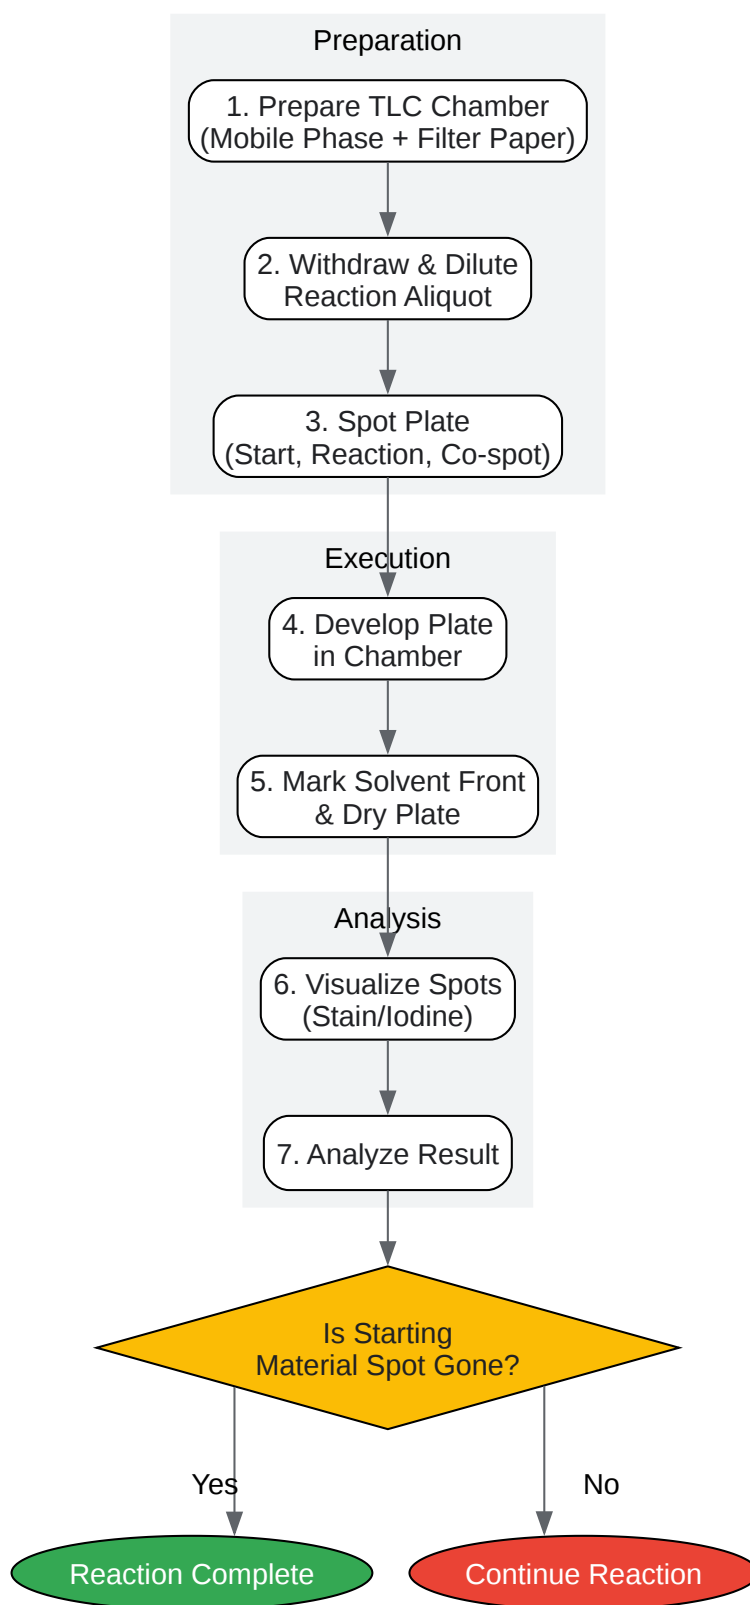 Preparation
1. Prepare TLC Chamber
(Mobile Phase + Filter Paper)
2. Withdraw & Dilute
Reaction Aliquot
3. Spot Plate
(Start, Reaction, Co-spot)
Execution
4. Develop Plate
in Chamber
5. Mark Solvent Front
& Dry Plate
Analysis
6. Visualize Spots
(Stain/Iodine)
7. Analyze Result
Is Starting
Material Spot Gone?
Yes
No
Reaction Complete
Continue Reaction